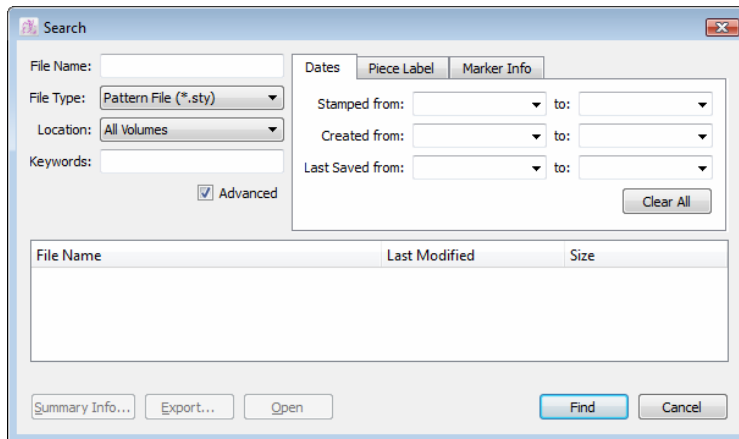 Search
File Name:
File Type: Pattern File (*.sty)
Location: All Volumes
Keywords:
Advanced
Dates Piece Label Marker Info
Stamped from: to:
Created from: to:
Last Saved from: to:
Clear All
File Name Last Modified Size
Summary Info... Export... Open Find Cancel